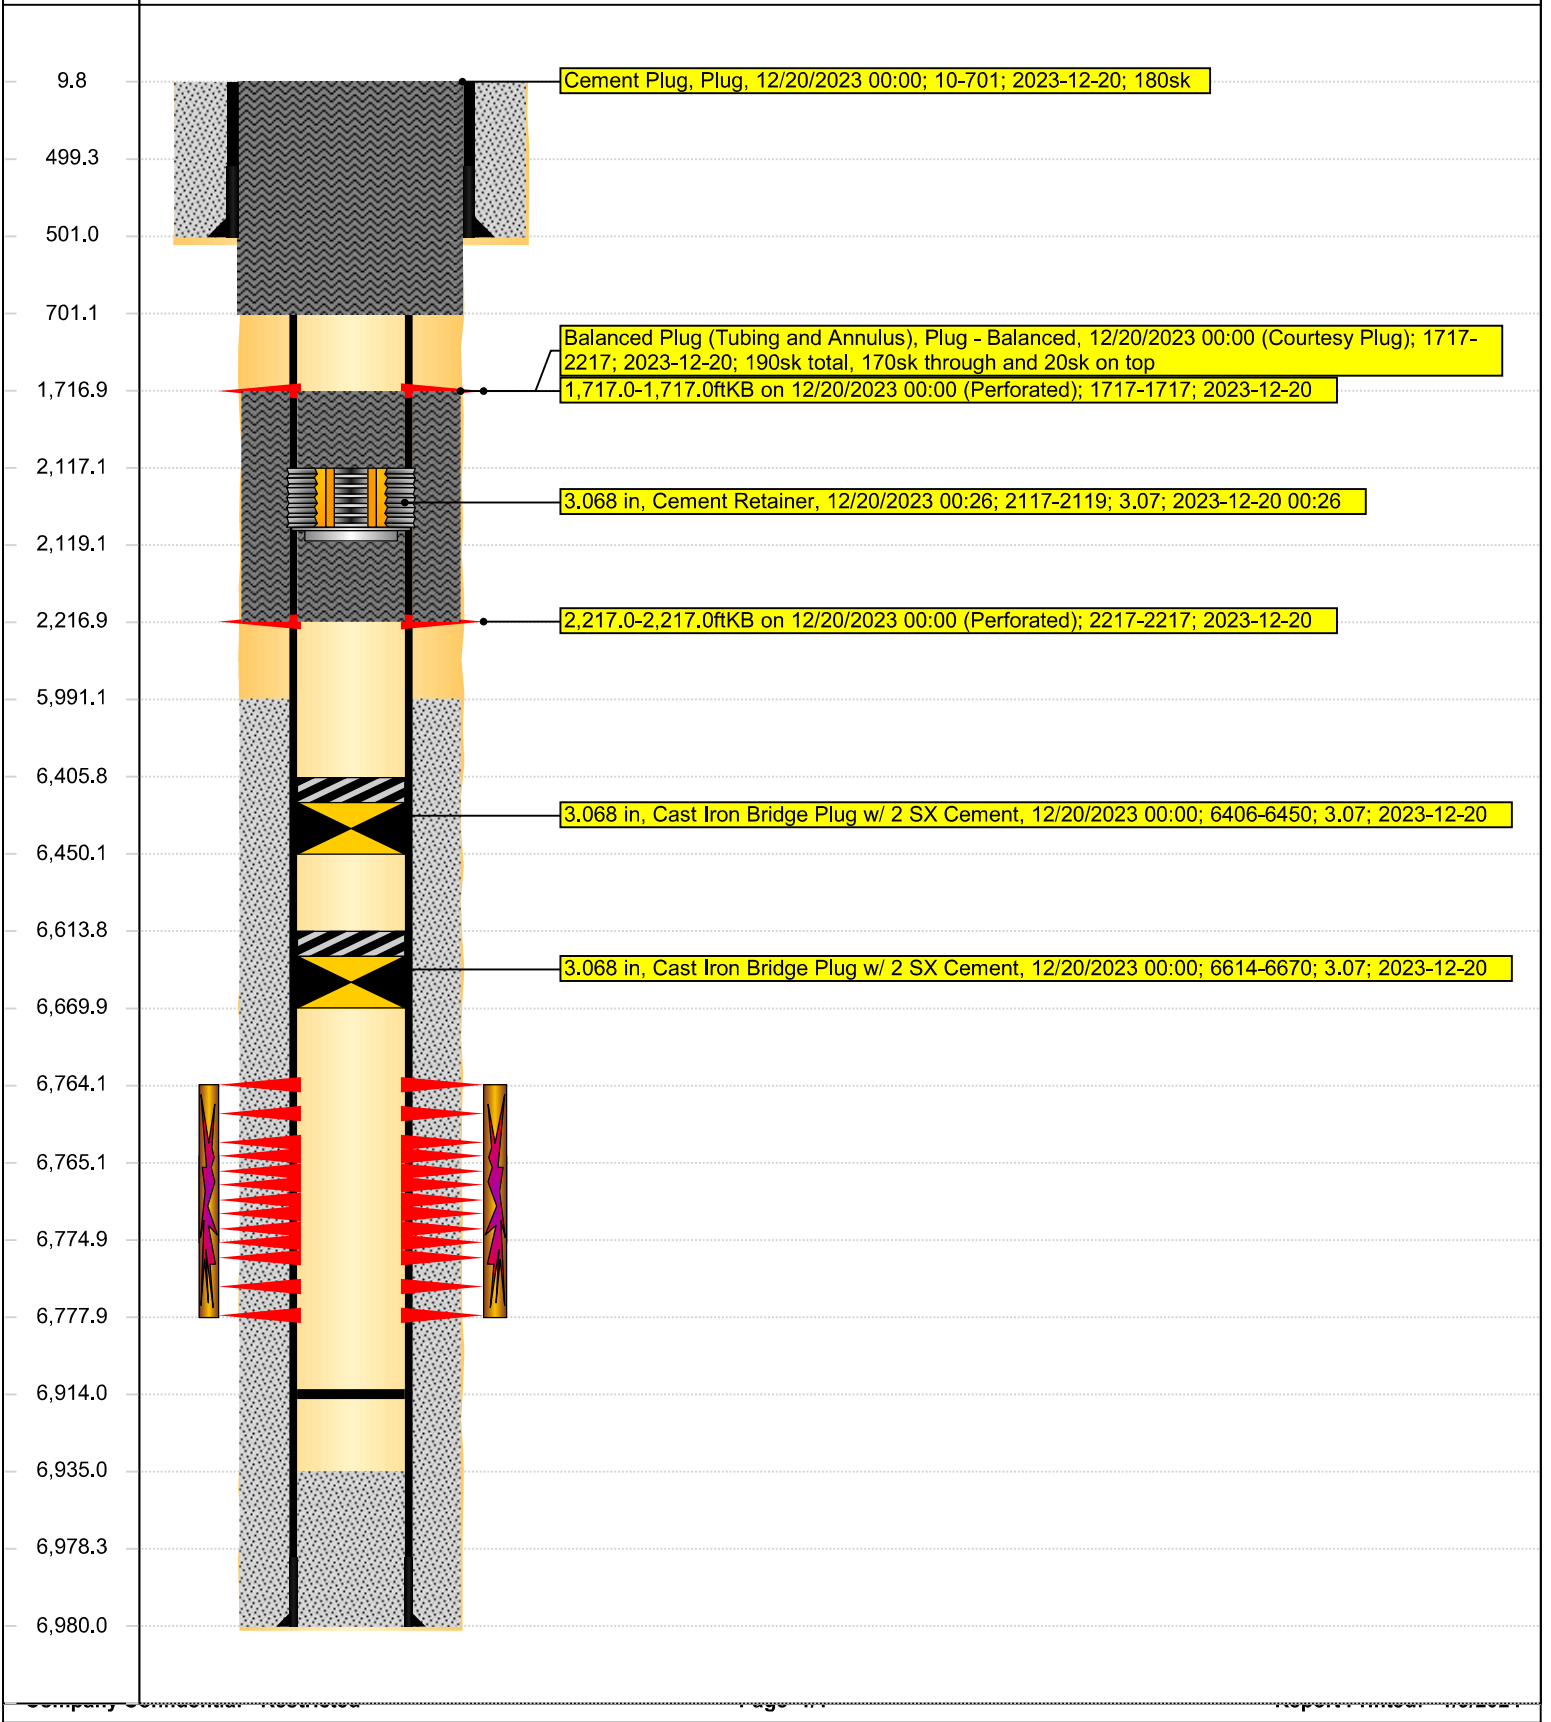 9.8
Cement Plug, Plug, 12/20/2023 00:00; 10-701; 2023-12-20; 180sk
499.3
501.0
701.1
Balanced Plug (Tubing and Annulus), Plug - Balanced, 12/20/2023 00:00 (Courtesy Plug); 1717-
2217; 2023-12-20; 190sk total, 170sk through and 20sk on top
1,716.9
1,717.0-1,717.0ftKB on 12/20/2023 00:00 (Perforated); 1717-1717; 2023-12-20
2,117.1
3.068 in, Cement Retainer, 12/20/2023 00:26; 2117-2119; 3.07; 2023-12-20 00:26
2,119.1
2,216.9
2,217.0-2,217.0ftKB on 12/20/2023 00:00 (Perforated); 2217-2217; 2023-12-20
5,991.1
6,405.8
3.068 in, Cast Iron Bridge Plug w/ 2 SX Cement, 12/20/2023 00:00; 6406-6450; 3.07; 2023-12-20
6,450.1
6,613.8
3.068 in, Cast Iron Bridge Plug w/ 2 SX Cement, 12/20/2023 00:00; 6614-6670; 3.07; 2023-12-20
6,669.9
6,764.1
6,765.1
6,774.9
6,777.9
6,914.0
6,935.0
6,978.3
6,980.0